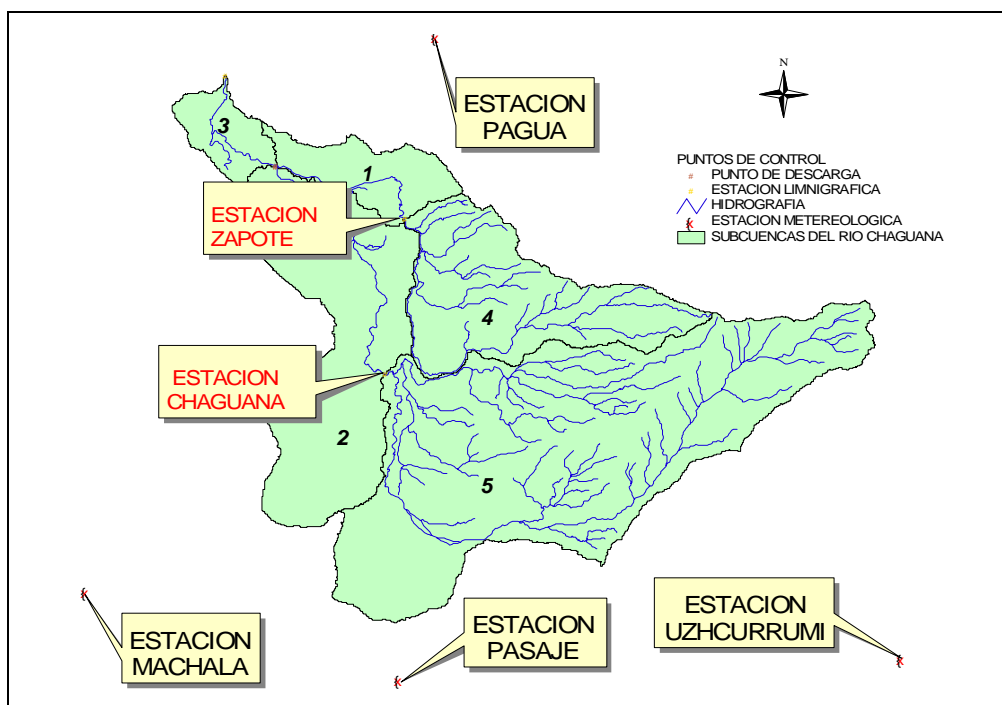 ESTACION
PAGUA
N
PUNTOS DE CONTROL
PUNTO DE DESCARGA
ESTACION LIMNIGRAFICA
HIDROGRAFIA
ESTACION METEREOLOGICA
SUBCUENCAS DEL RIO CHAGUANA
3
1
ESTACION
ZAPOTE
4
ESTACION
CHAGUANA
2
5
ESTACION
MACHALA
ESTACION
PASAJE
ESTACION
UZHCURRUMI